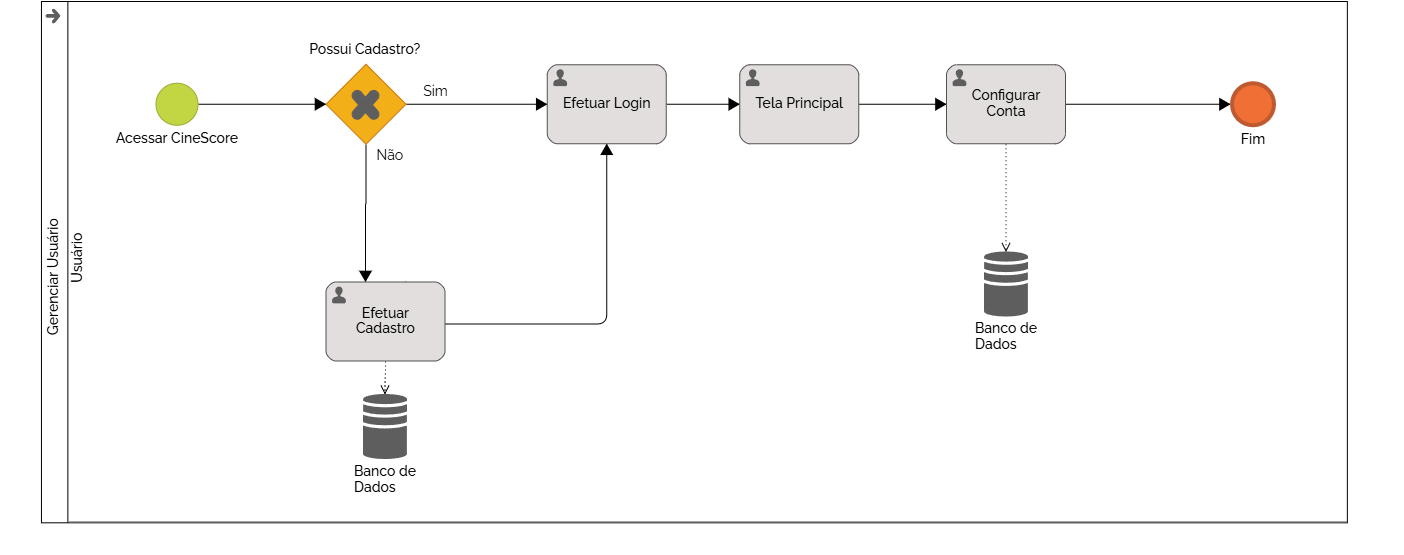 Possui Cadastro?
Sim
Acessar CineScore
Não
Efetuar Login
Tela Principal
Configurar
Conta
Fim
Gerenciar Usuário
Usuário
Efetuar
Cadastro
Banco de
Dados
Banco de
Dados